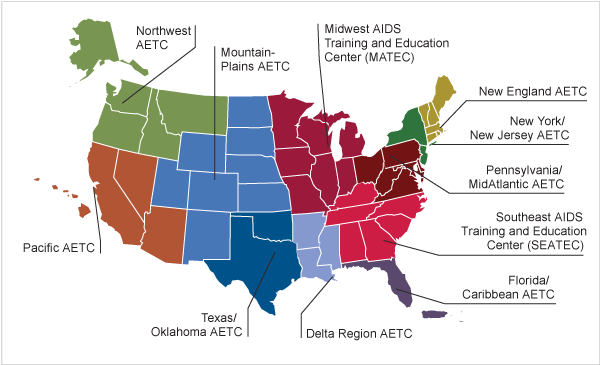 Northwest
AETC
Mountain-
Plains AETC
Midwest AIDS
Training and Education
Center (MATEC)
New England AETC
New York/
New Jersey AETC
Pennsylvania/
MidAtlantic AETC
Southeast AIDS
Training and Education
Center (SEATEC)
Florida/
Caribbean AETC
Pacific AETC
Texas/
Oklahoma AETC
Delta Region AETC